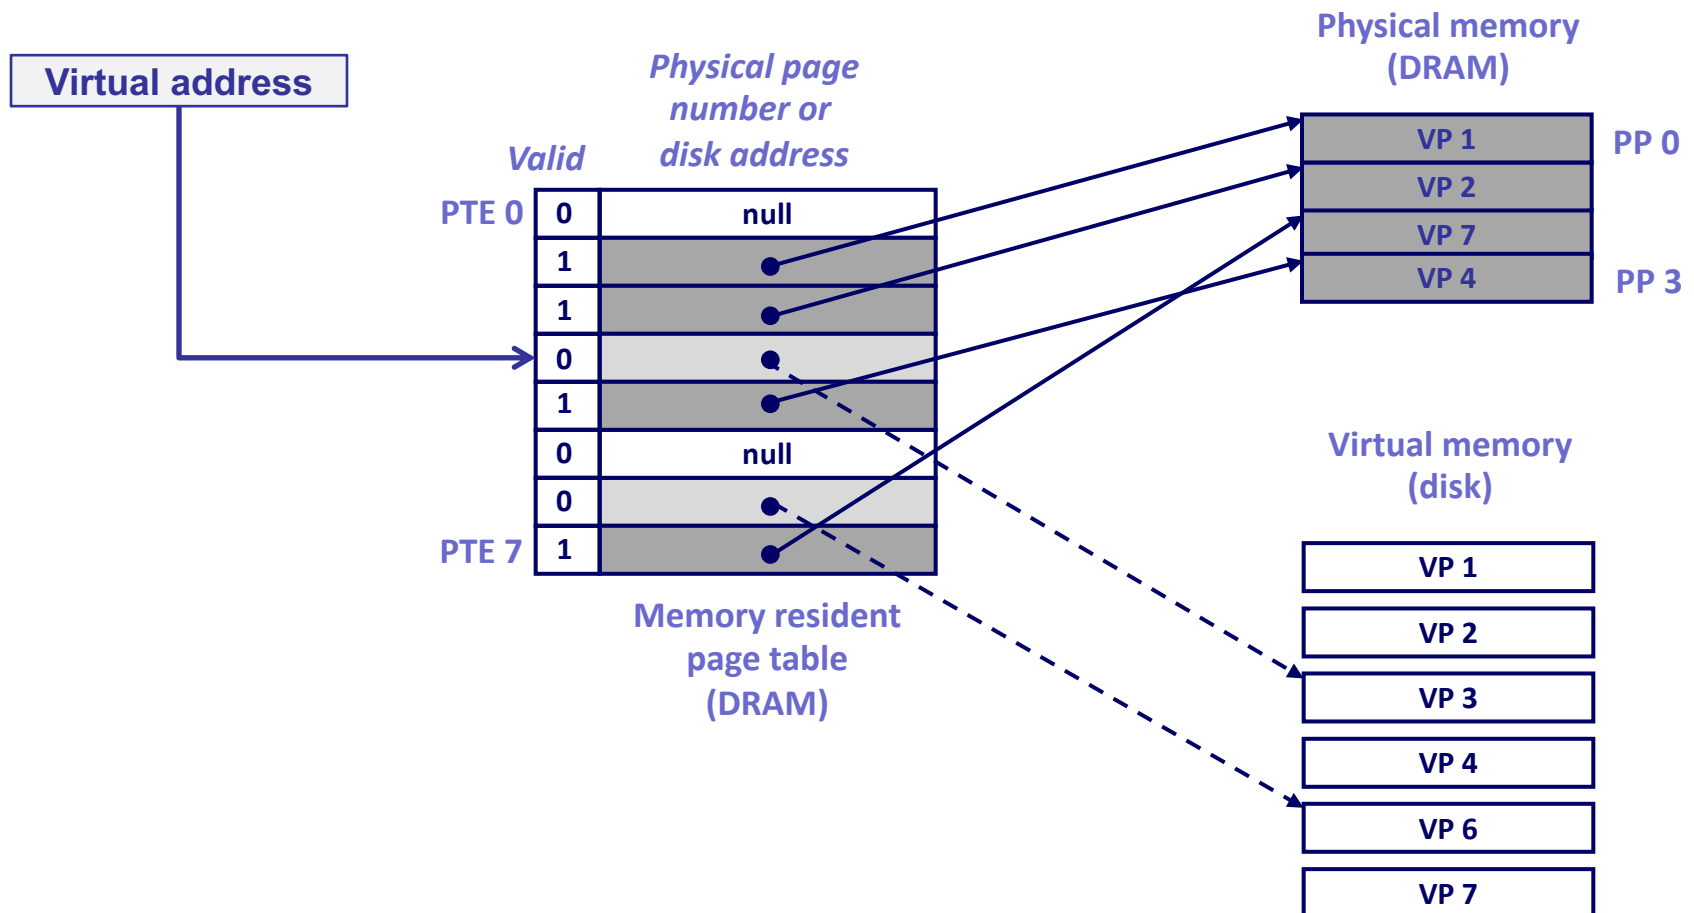 Virtual address
Physical page
number or
disk address
Valid
PTE 0
0
null
1
1
0
1
0
null
0
PTE 7
1
Memory resident
page table
(DRAM)
Physical memory
(DRAM)
VP 1
PP 0
VP 2
VP 7
VP 4
PP 3
Virtual memory
(disk)
VP 1
VP 2
VP 3
VP 4
VP 6
VP 7